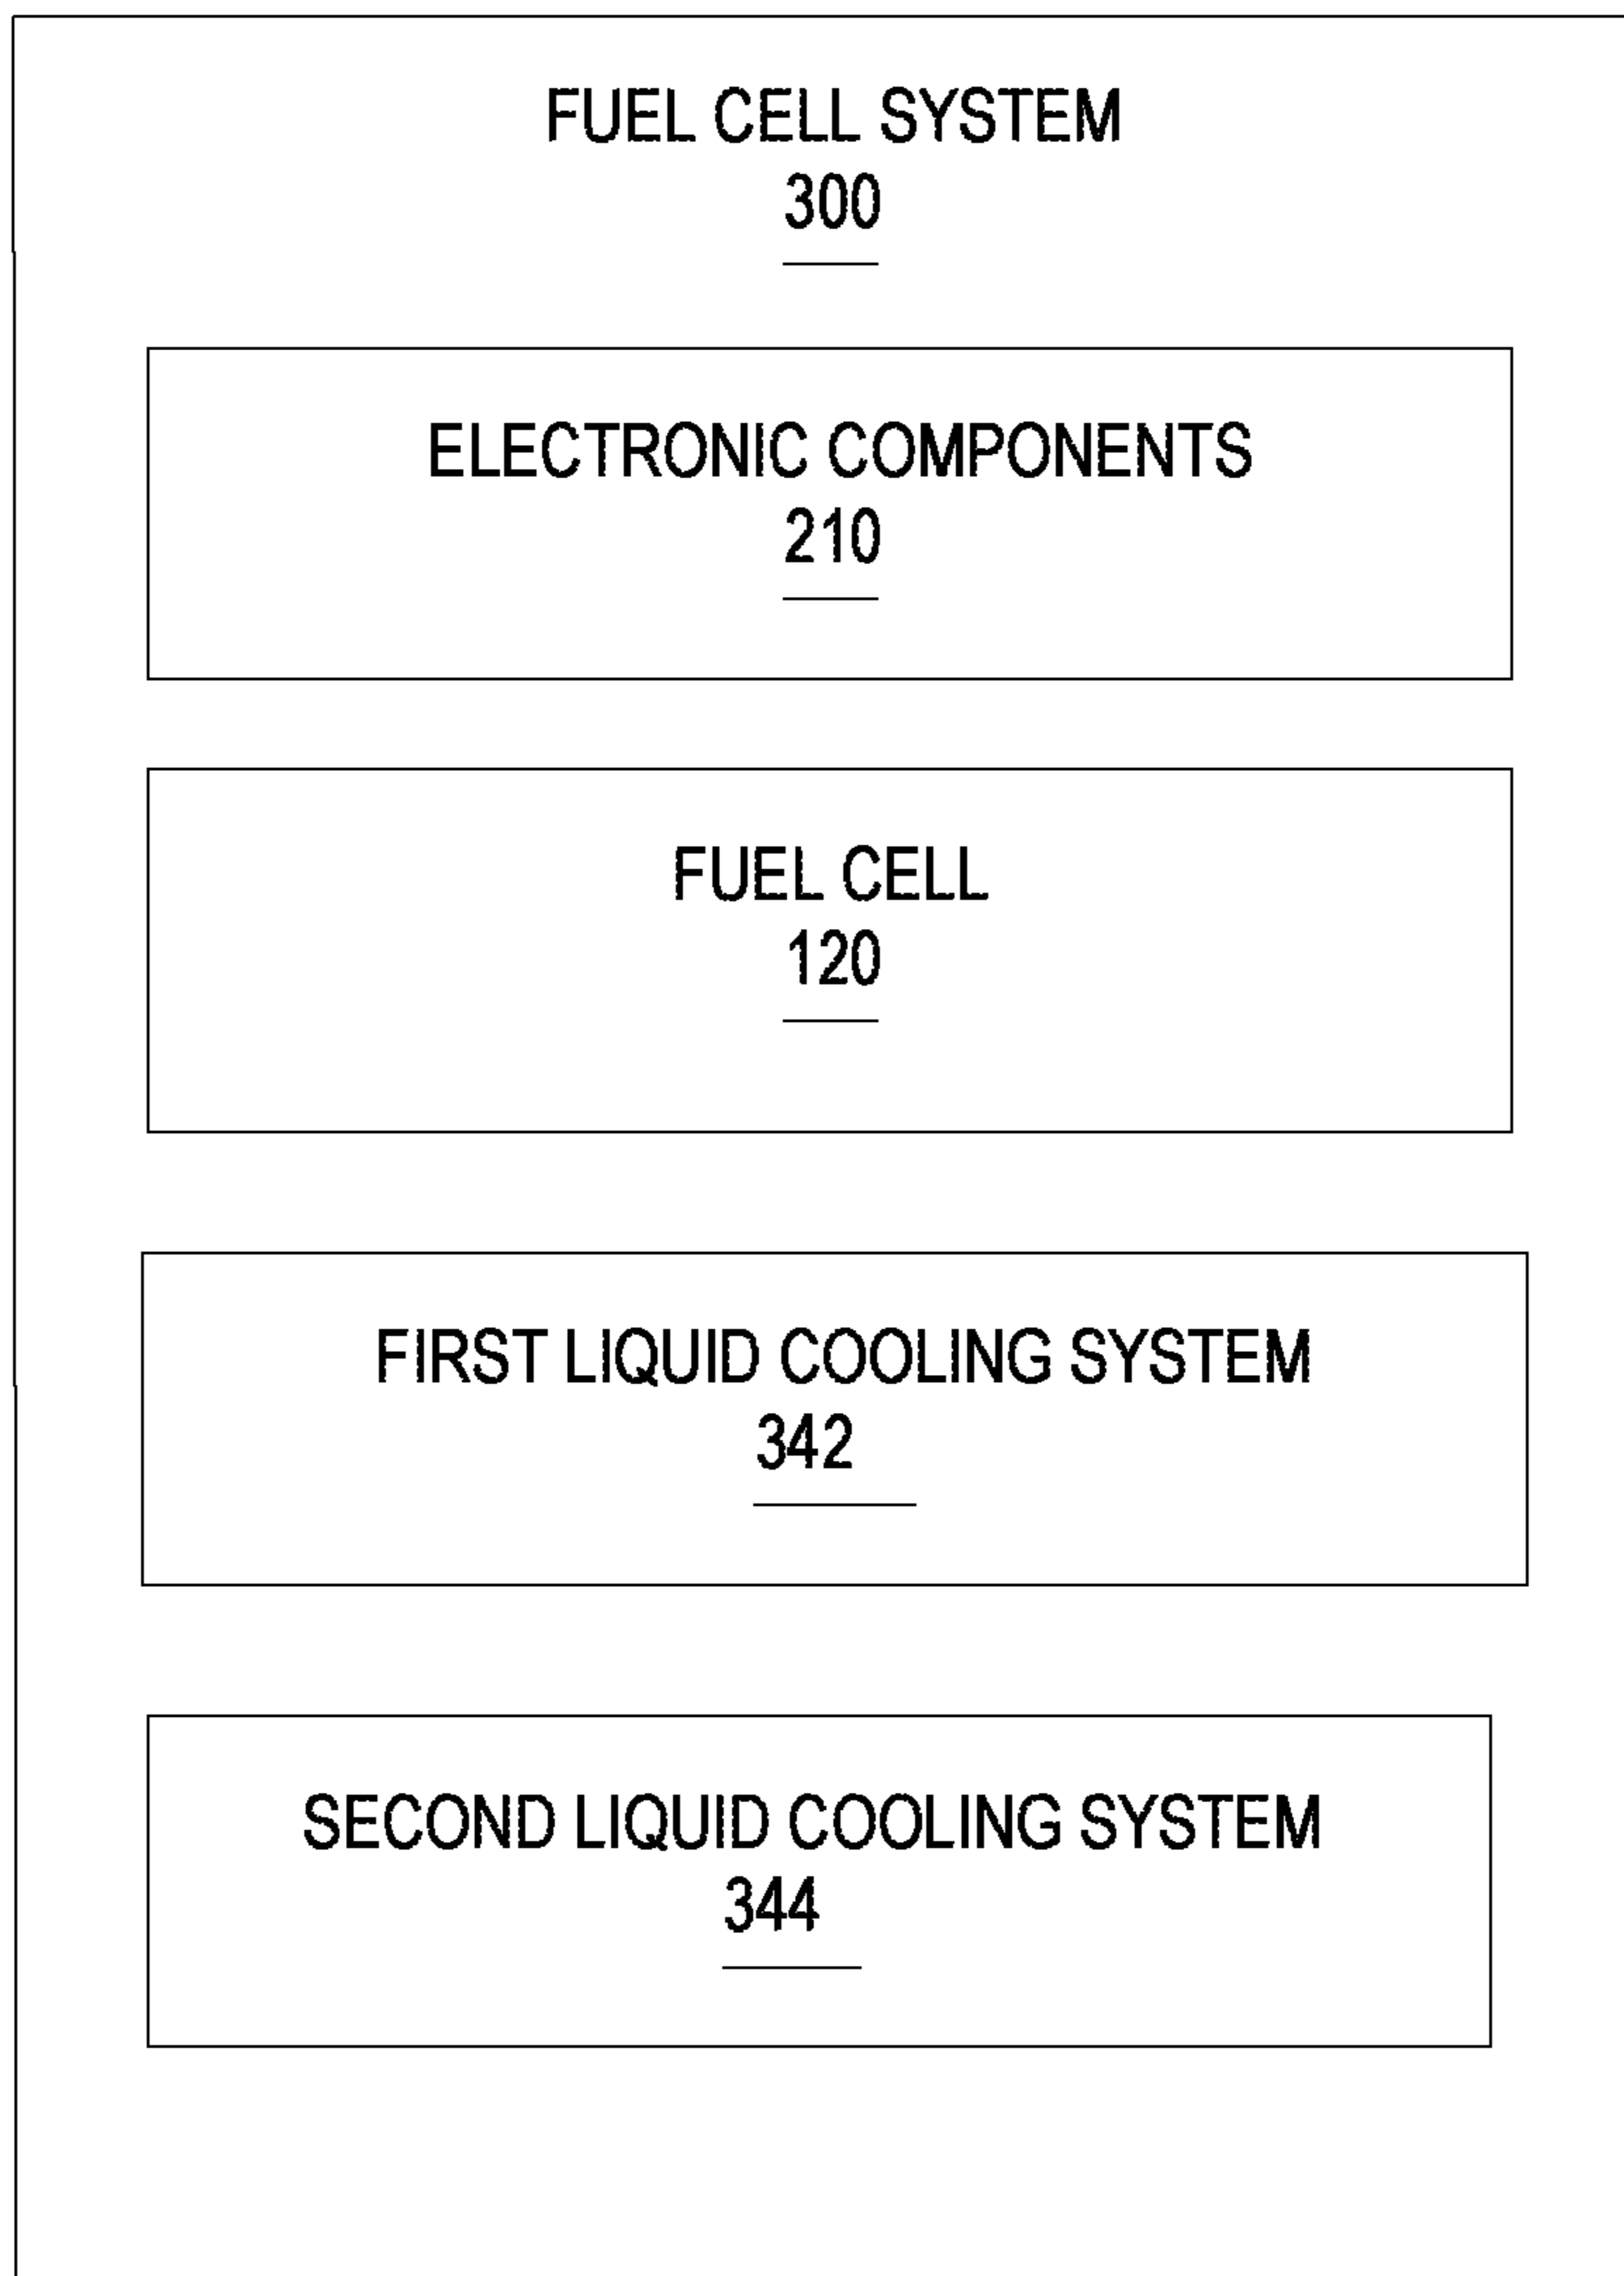 FUEL CELL SYSTEM
300
ELECTRONIC COMPONENTS
210
FUEL CELL
120
FIRST LIQUID COOLING SYSTEM
342
SECOND LIQUID COOLING SYSTEM
344